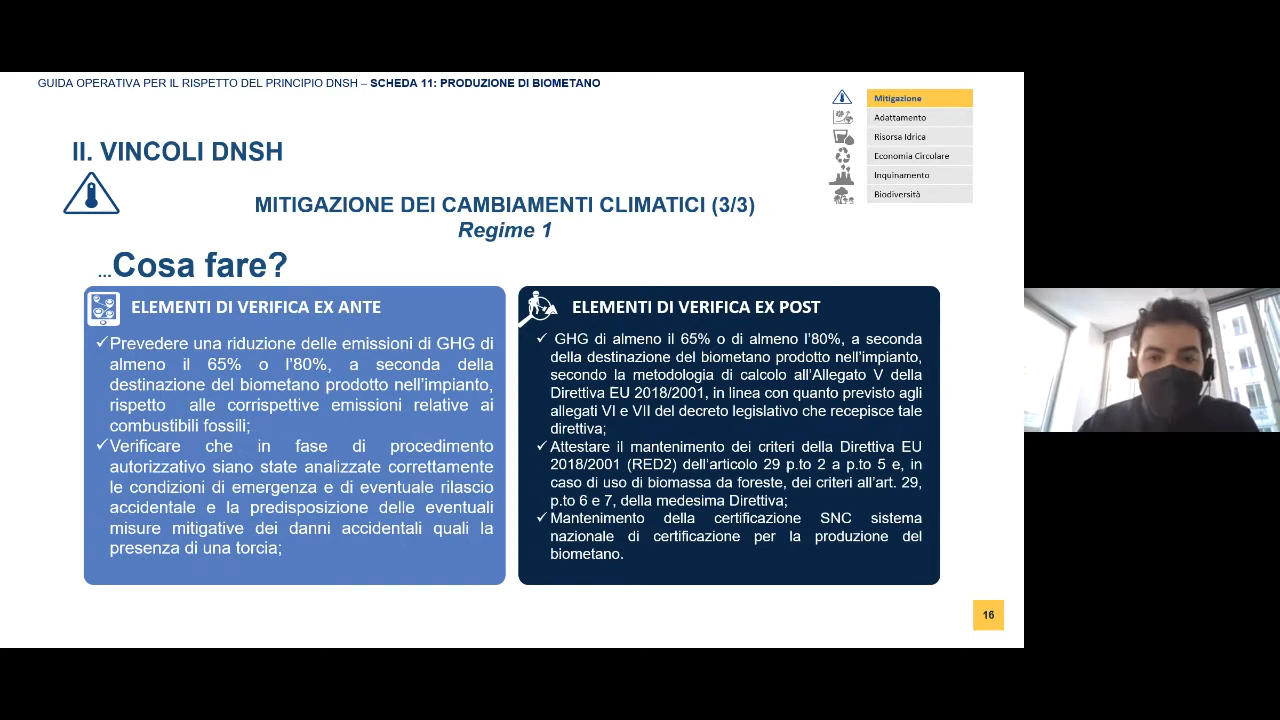 GUIDA OPERATIVA PER IL RISPETTO DEL PRINCIPIO DNSH – SCHEDA 11: PRODUZIONE DI BIOMETANO
Mitigazione
Adattamento
Risorsa Idrica
Economia Circolare
Inquinamento
Biodiversità
II. VINCOLI DNSH
MITIGAZIONE DEI CAMBIAMENTI CLIMATICI (3/3)
Regime 1
...Cosa fare?
ELEMENTI DI VERIFICA EX ANTE
✓Prevedere una riduzione delle emissioni di GHG di
almeno il 65% o l'80%, a seconda della
destinazione del biometano prodotto nell'impianto,
rispetto alle corrispettive emissioni relative ai
combustibili fossili;
✓Verificare che in fase di procedimento
autorizzativo siano state analizzate correttamente
le condizioni di emergenza e di eventuale rilascio
accidentale e la predisposizione delle eventuali
misure mitigative dei danni accidentali quali la
presenza di una torcia;
ELEMENTI DI VERIFICA EX POST
✓ GHG di almeno il 65% o di almeno l'80%, a seconda
della destinazione del biometano prodotto nell'impianto,
secondo la metodologia di calcolo all'Allegato V della
Direttiva EU 2018/2001, in linea con quanto previsto agli
allegati VI e VII del decreto legislativo che recepisce tale
direttiva;
✓ Attestare il mantenimento dei criteri della Direttiva EU
2018/2001 (RED2) dell'articolo 29 p.to 2 a p.to 5 e, in
caso di uso di biomassa da foreste, dei criteri all'art. 29,
p.to 6 e 7, della medesima Direttiva;
✓ Mantenimento della certificazione SNC sistema
nazionale di certificazione per la produzione del
biometano.
16